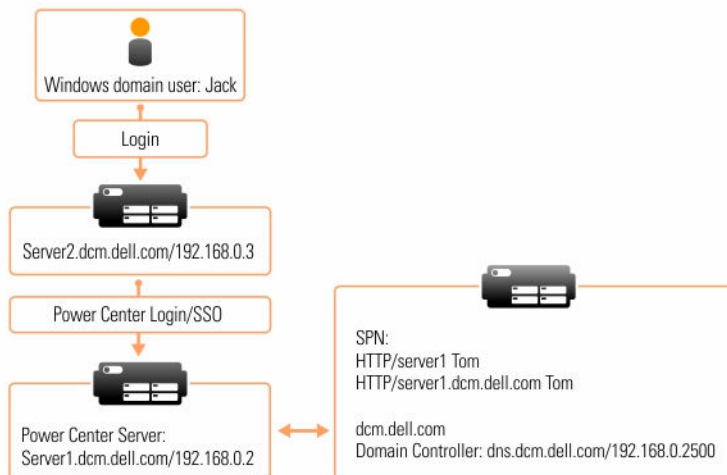 Windows domain user: Jack
Login
Server2.dcm.dell.com/192.168.0.3
Power Center Login/SSO
Power Center Server:
Server1.dcm.dell.com/192.168.0.2
SPN:
HTTP/server1 Tom
HTTP/server1.dcm.dell.com Tom
dcm.dell.com
Domain Controller: dns.dcm.dell.com/192.168.0.2500